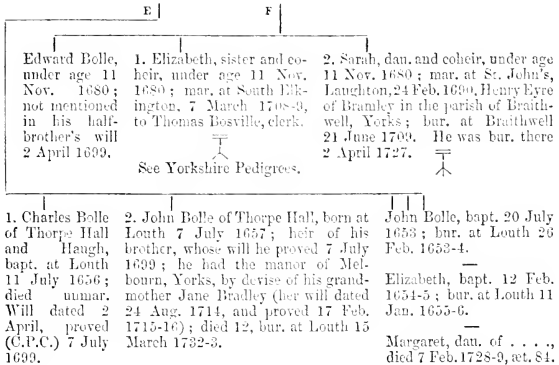 E F
Edward Bolle,
under age 11
Nov. 1680;
not mentioned
in his half-
brother's will
2 April 1699.
1. Elizabeth, sister and co-
heir, under age 11 Nov.
1680; mar. at South Elk-
ington, 7 March 1708-9,
to Thomas Bosville, clerk.
See Yorkshire Pedigrees.
2. Sarah, dau. and coheir, under age
11 Nov. 1680; mar. at St. John's,
Laughton, 24 Feb. 1690, Henry Eyre
of Bramley in the parish of Braith-
well, Yorks; bur. at Braithwell
21 June 1709. He was bur. there
2 April 1727.
1. Charles Bolle
of Thorpe Hall
and Haugh,
bapt. at Louth
11 July 1656;
died unmar.
Will dated 2
April, proved
(C.P.C.) 7 July
1699.
2. John Bolle of Thorpe Hall, born at
Louth 7 July 1657; heir of his
brother, whose will he proved 7 July
1699; he had the manor of Mel-
bourn, Yorks, by devise of his grand-
mother Jane Bradley (her will dated
24 Aug. 1714, and proved 17 Feb.
1715-16); died 12, bur. at Louth 15
March 1732-3.
John Bolle, bapt. 20 July
1653; bur. at Louth 26
Feb. 1653-4.
—
Elizabeth, bapt. 12 Feb.
1654-5; bur. at Louth 11
Jan. 1655-6.
—
Margaret, dau. of . . . .,
died 7 Feb. 1728-9, æt. 84.